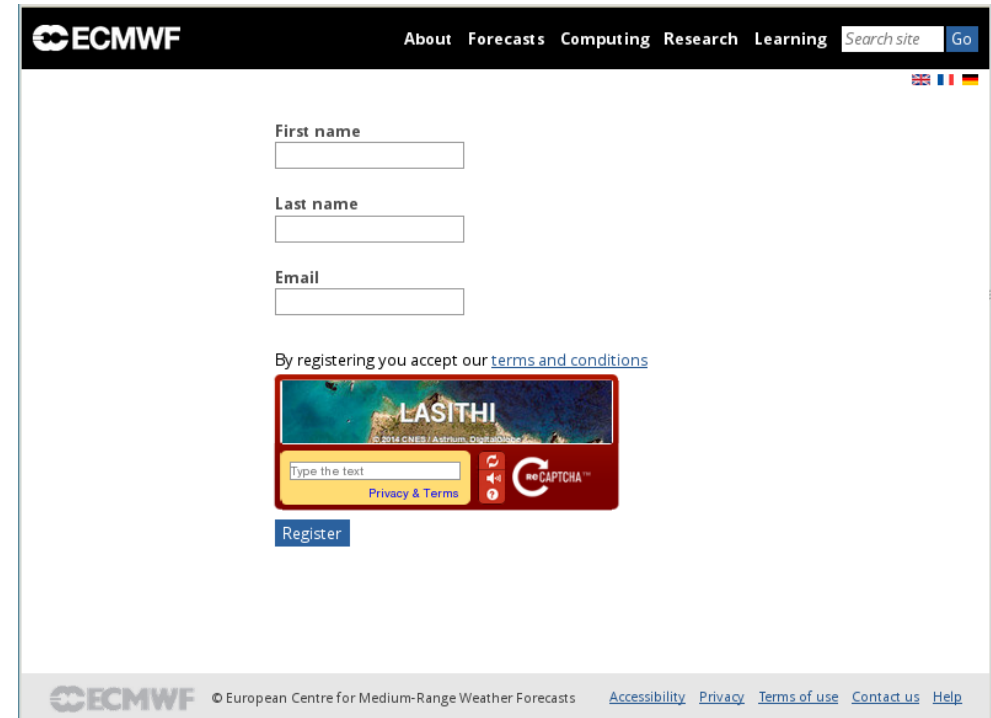 ECMWF About Forecasts Computing Research Learning Search site Go
First name
Last name
Email
By registering you accept our terms and conditions
LASITHI
© 2014 CNES / Astrium, DigitalGlobe
Type the text
Privacy & Terms
reCAPTCHA™
Register
ECMWF © European Centre for Medium-Range Weather Forecasts Accessibility Privacy Terms of use Contact us Help